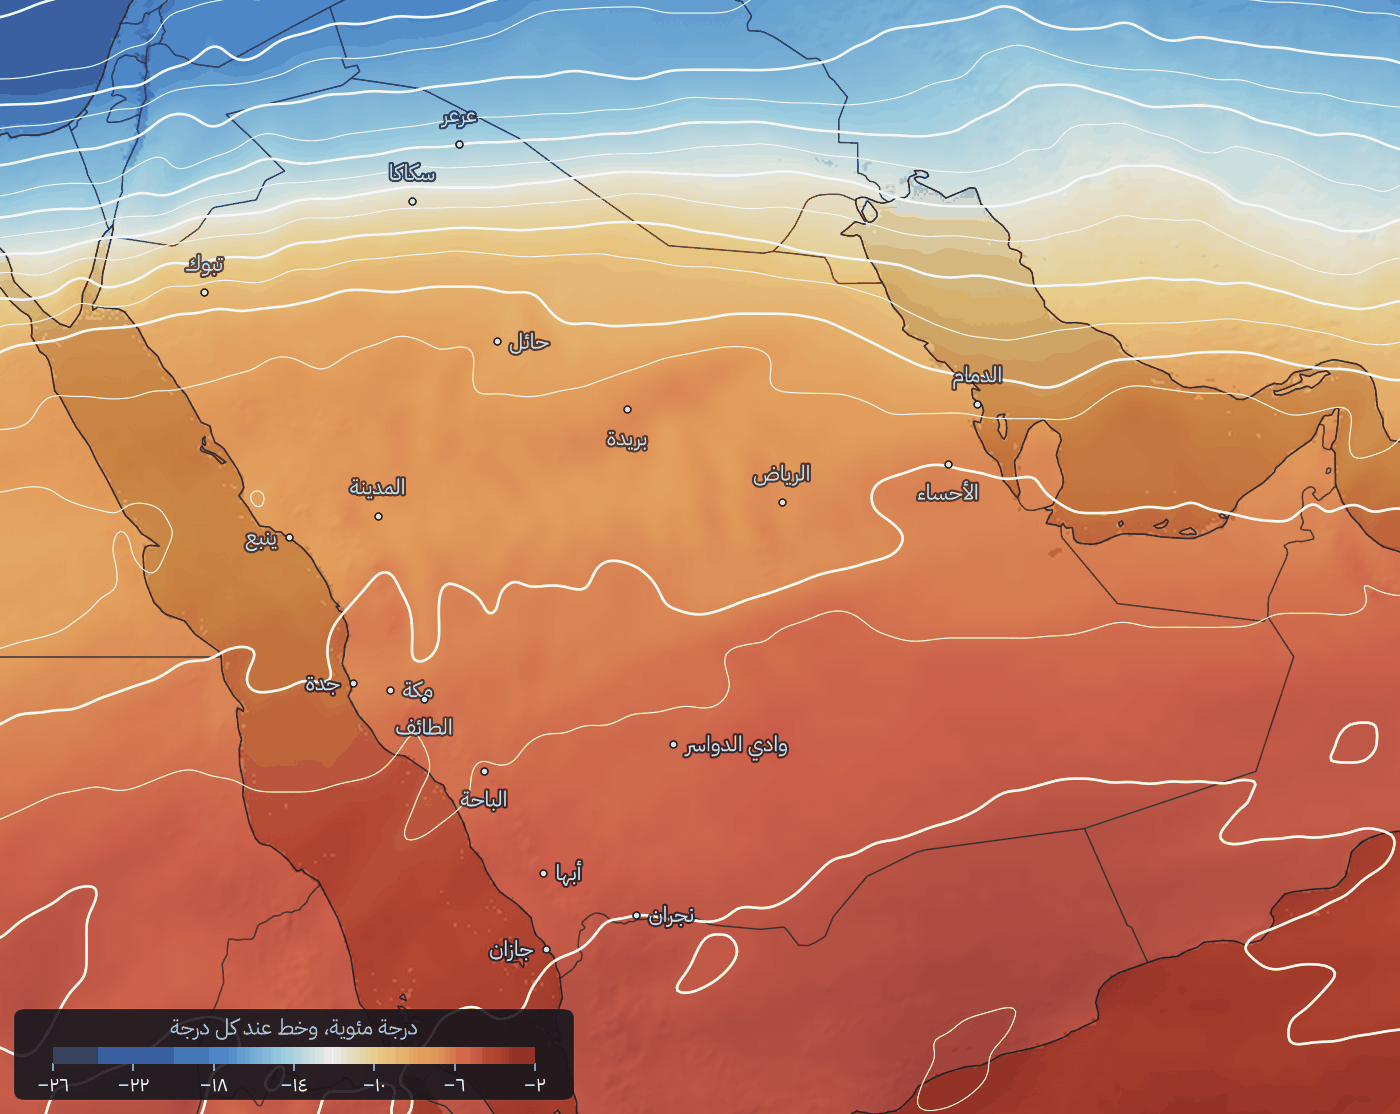 عرعر
سكاكا
تبوك
حائل
الدمام
بريدة
الرياض
المدينة
الأحساء
ينبع
جدة
مكة
الطائف
وادي الدواسر
الباحة
أبها
نجران
جازان
درجة مئوية، وخط عند كل درجة
−٢٦ −٢٢ −١٨ −١٤ −١٠ −٦ −٢